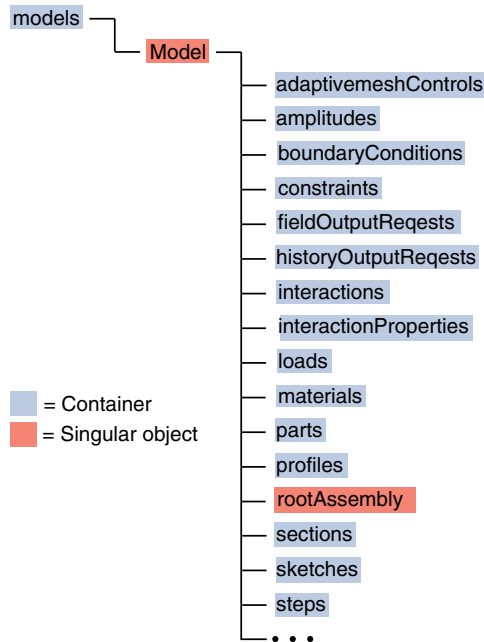 models
Model
adaptivemeshControls
amplitudes
boundaryConditions
constraints
fieldOutputReqests
historyOutputReqests
interactions
interactionProperties
loads
materials
parts
profiles
rootAssembly
sections
sketches
steps
• • •
= Container
= Singular object